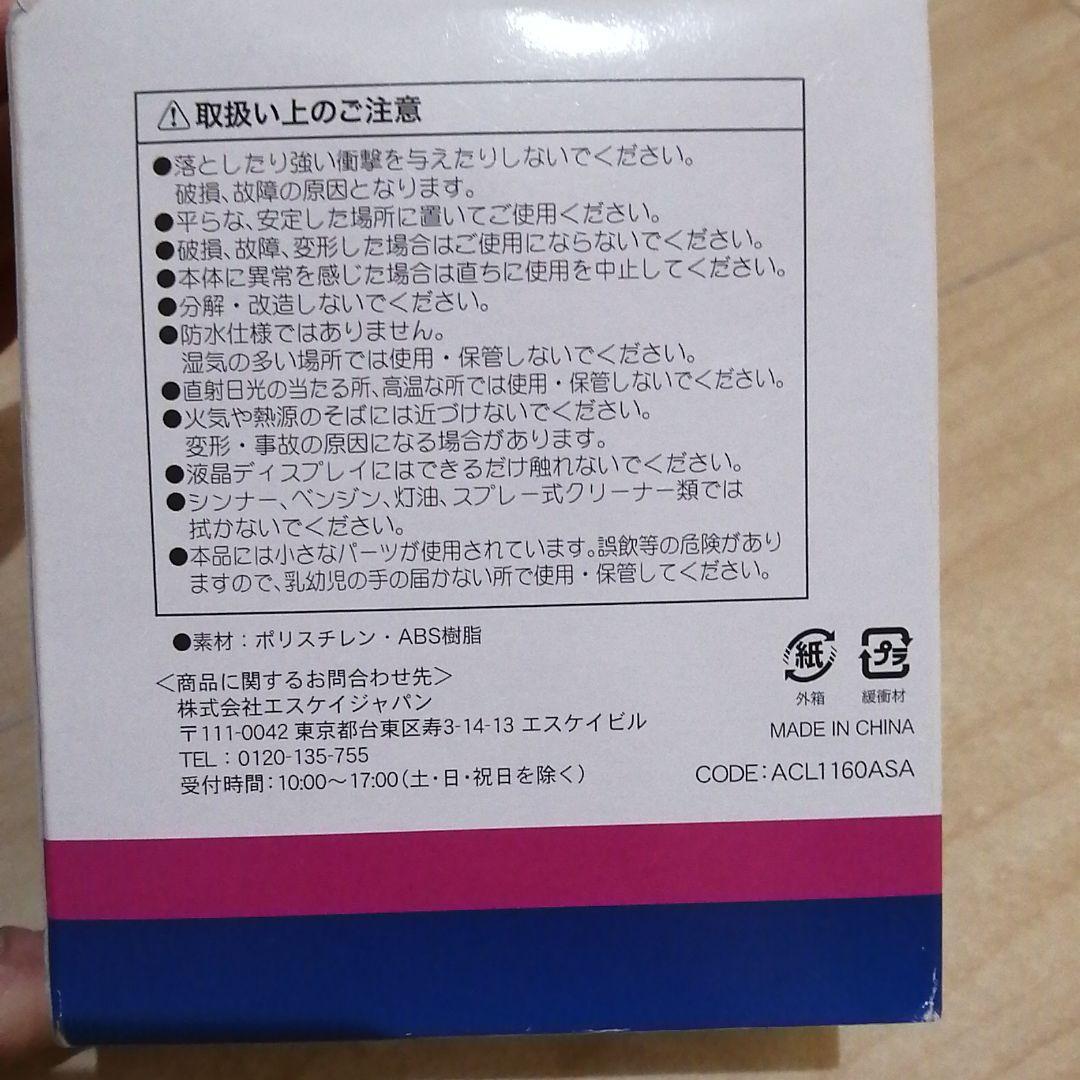 ⚠取扱い上のご注意
●落としたり強い衝撃を与えたりしないでください。
破損、故障の原因となります。
●平らな、安定した場所に置いてご使用ください。
●破損、故障、変形した場合はご使用にならないでください。
●本体に異常を感じた場合は直ちに使用を中止してください。
●分解・改造しないでください。
●防水仕様ではありません。
湿気の多い場所では使用・保管しないでください。
●直射日光の当たる所、高温な所では使用・保管しないでください。
●火気や熱源のそばには近づけないでください。
変形・事故の原因になる場合があります。
●液晶ディスプレイにはできるだけ触れないでください。
●シンナー、ベンジン、灯油、スプレー式クリーナー類では
拭かないでください。
●本品には小さなパーツが使用されています。誤飲等の危険があり
ますので、乳幼児の手の届かない所で使用・保管してください。
●素材：ポリスチレン・ABS樹脂
＜商品に関するお問合わせ先＞
株式会社エスケイジャパン
〒111-0042 東京都台東区寿3-14-13 エスケイビル
TEL：0120-135-755
受付時間：10:00〜17:00（土・日・祝日を除く）
紙 プラ
外箱 緩衝材
MADE IN CHINA
CODE：ACL1160ASA